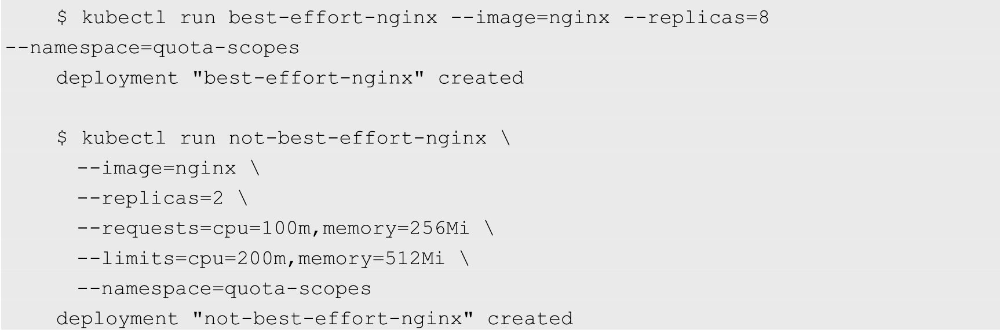 $ kubectl run best-effort-nginx --image=nginx --replicas=8
--namespace=quota-scopes
deployment "best-effort-nginx" created
$ kubectl run not-best-effort-nginx \
--image=nginx \
--replicas=2 \
--requests=cpu=100m,memory=256Mi \
--limits=cpu=200m,memory=512Mi \
--namespace=quota-scopes
deployment "not-best-effort-nginx" created